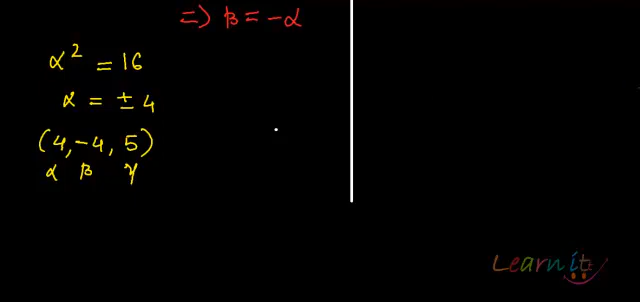 => β = -α
α² = 16
α = ± 4
(4, -4, 5)
α β γ
Learnit